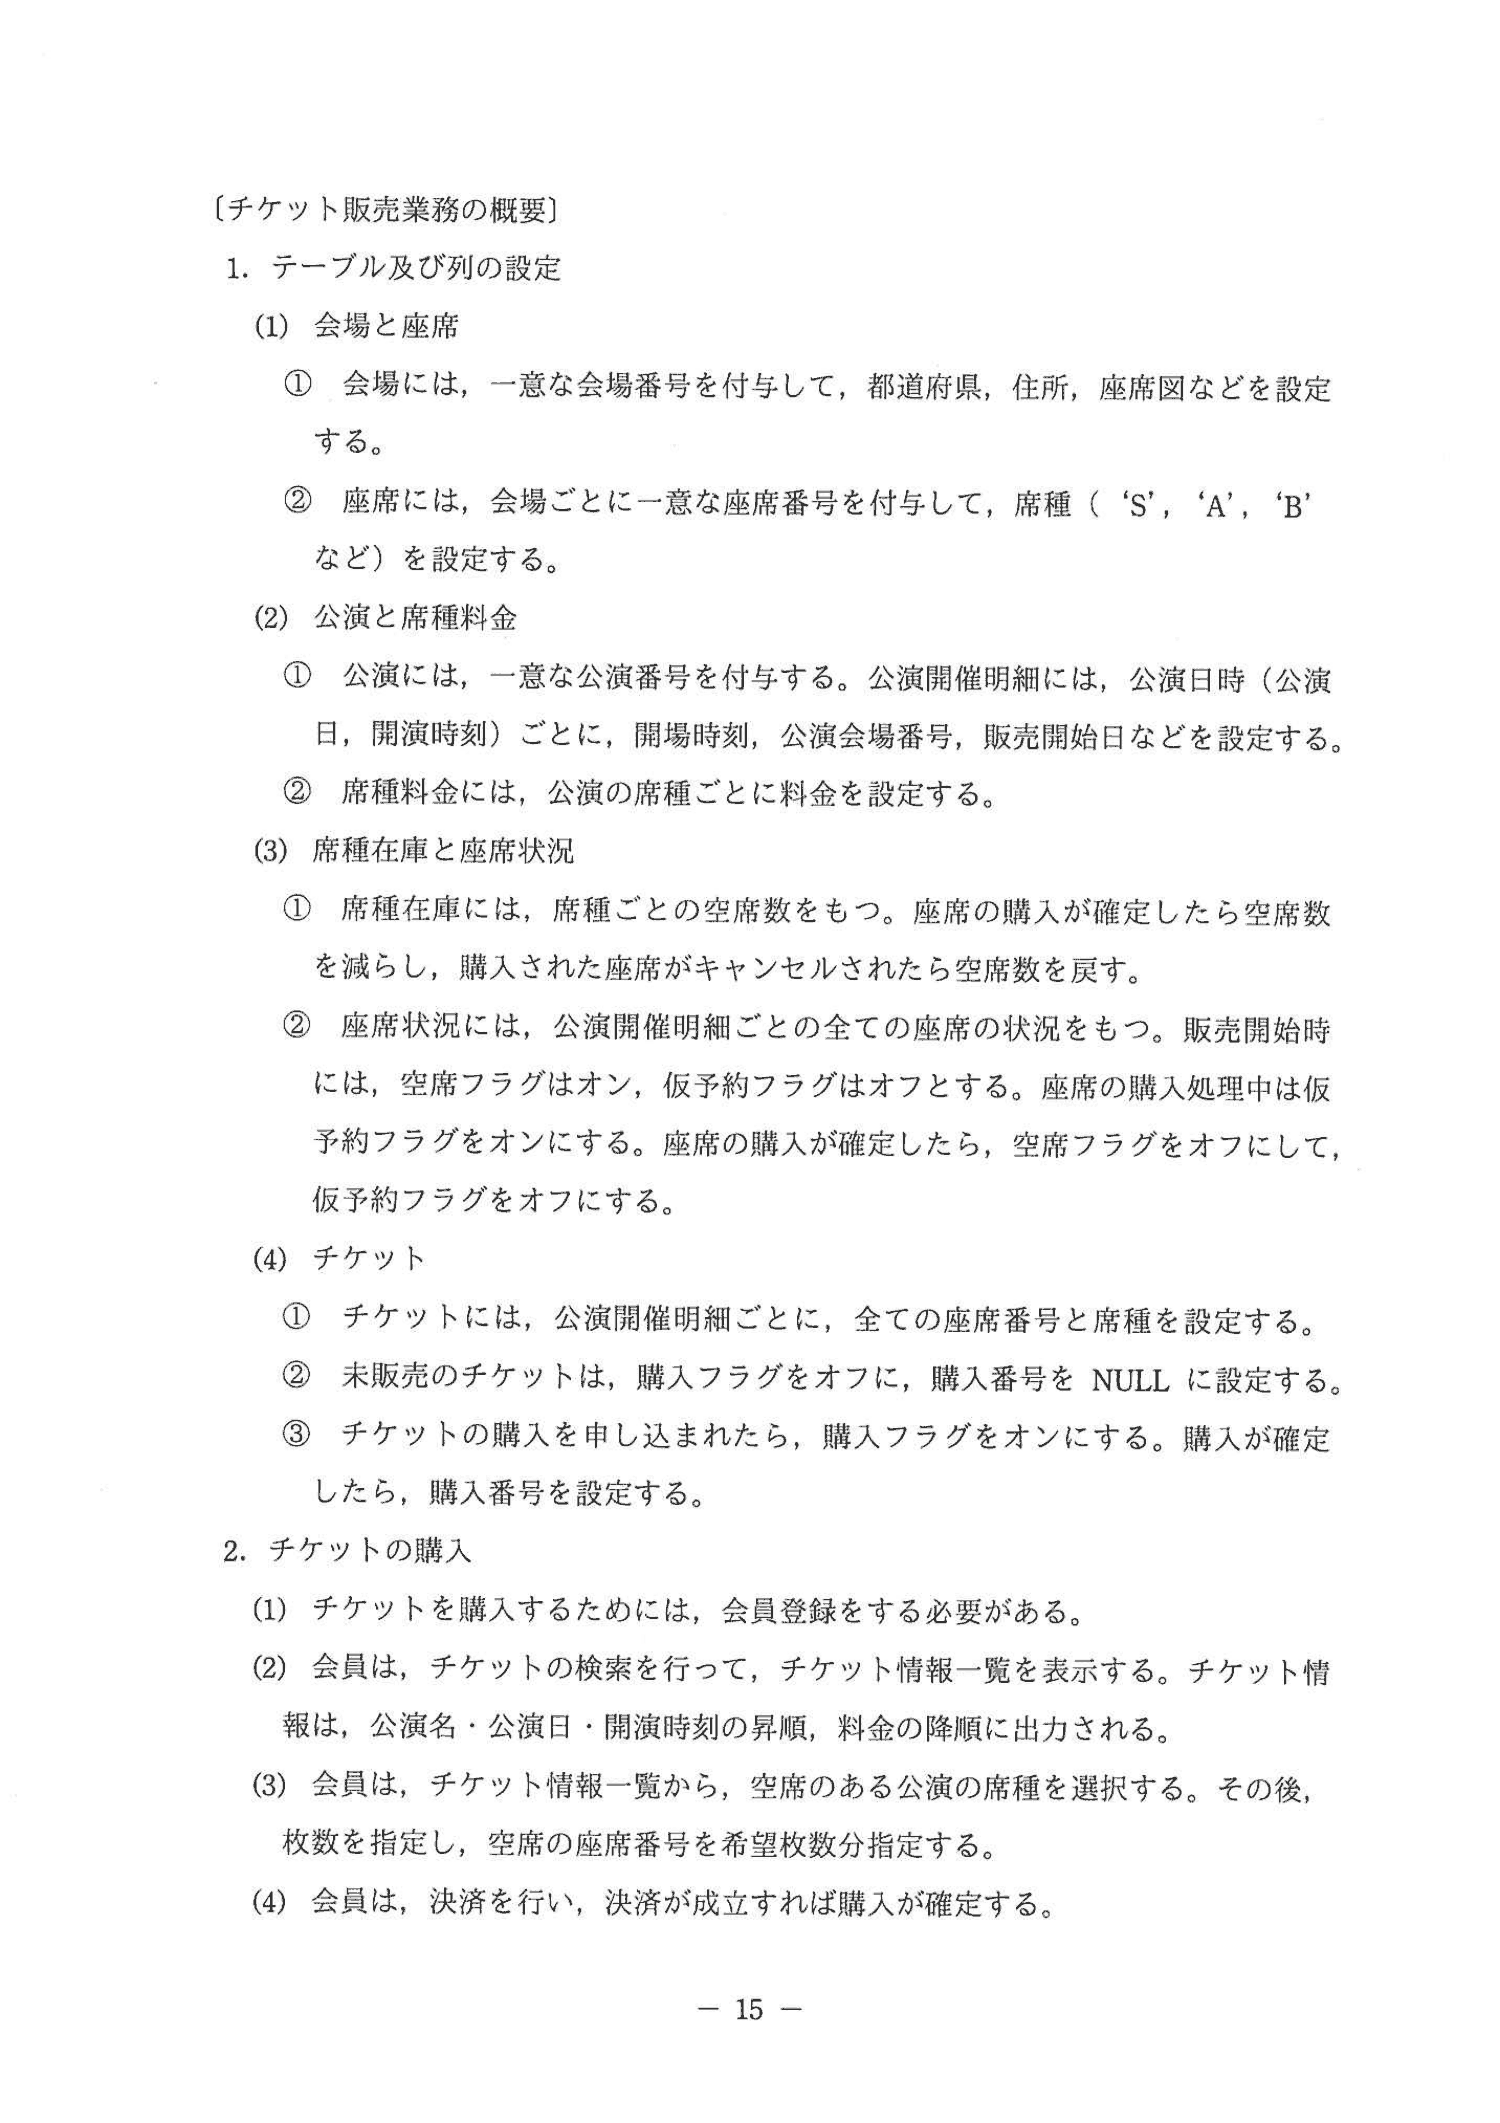 〔チケット販売業務の概要〕
1. テーブル及び列の設定
(1) 会場と座席
① 会場には，一意な会場番号を付与して，都道府県，住所，座席図などを設定
する。
② 座席には，会場ごとに一意な座席番号を付与して，席種（ ‘S’，‘A’，‘B’
など）を設定する。
(2) 公演と席種料金
① 公演には，一意な公演番号を付与する。公演開催明細には，公演日時（公演
日，開演時刻）ごとに，開場時刻，公演会場番号，販売開始日などを設定する。
② 席種料金には，公演の席種ごとに料金を設定する。
(3) 席種在庫と座席状況
① 席種在庫には，席種ごとの空席数をもつ。座席の購入が確定したら空席数
を減らし，購入された座席がキャンセルされたら空席数を戻す。
② 座席状況には，公演開催明細ごとの全ての座席の状況をもつ。販売開始時
には，空席フラグはオン，仮予約フラグはオフとする。座席の購入処理中は仮
予約フラグをオンにする。座席の購入が確定したら，空席フラグをオフにして，
仮予約フラグをオフにする。
(4) チケット
① チケットには，公演開催明細ごとに，全ての座席番号と席種を設定する。
② 未販売のチケットは，購入フラグをオフに，購入番号を NULL に設定する。
③ チケットの購入を申し込まれたら，購入フラグをオンにする。購入が確定
したら，購入番号を設定する。
2. チケットの購入
(1) チケットを購入するためには，会員登録をする必要がある。
(2) 会員は，チケットの検索を行って，チケット情報一覧を表示する。チケット情
報は，公演名・公演日・開演時刻の昇順，料金の降順に出力される。
(3) 会員は，チケット情報一覧から，空席のある公演の席種を選択する。その後，
枚数を指定し，空席の座席番号を希望枚数分指定する。
(4) 会員は，決済を行い，決済が成立すれば購入が確定する。
－ 15 －